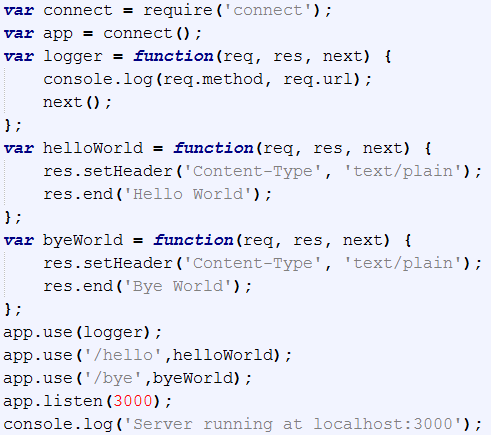 var connect = require('connect');
var app = connect();
var logger = function(req, res, next) {
    console.log(req.method, req.url);
    next();
};
var helloWorld = function(req, res, next) {
    res.setHeader('Content-Type', 'text/plain');
    res.end('Hello World');
};
var byeWorld = function(req, res, next) {
    res.setHeader('Content-Type', 'text/plain');
    res.end('Bye World');
};
app.use(logger);
app.use('/hello',helloWorld);
app.use('/bye',byeWorld);
app.listen(3000);
console.log('Server running at localhost:3000');